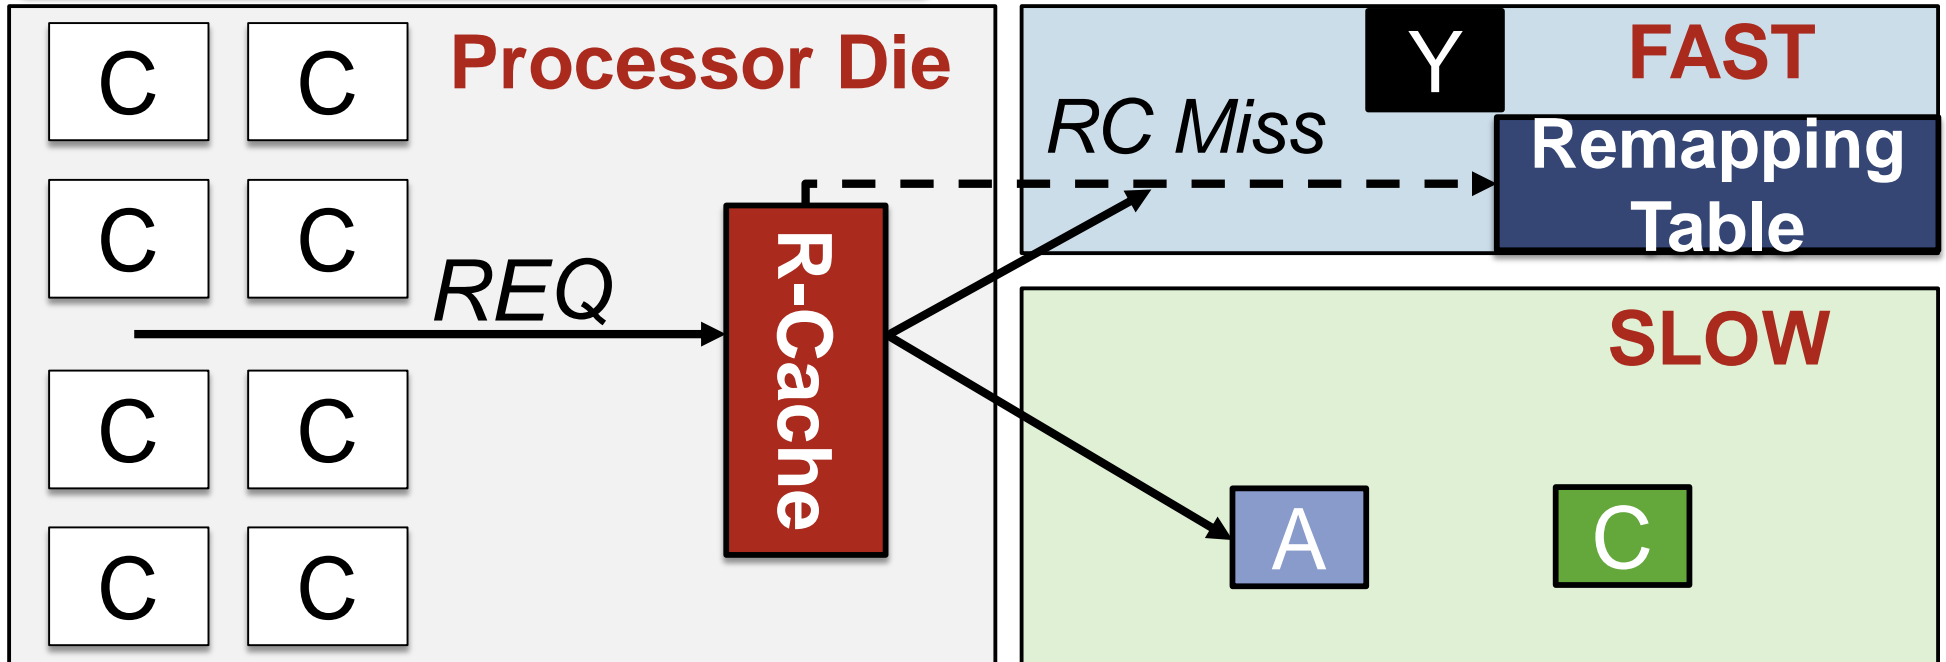 C C
Processor Die
C C
REQ
C C
C C
R-Cache
RC Miss
Y
FAST
Remapping
Table
SLOW
A
C